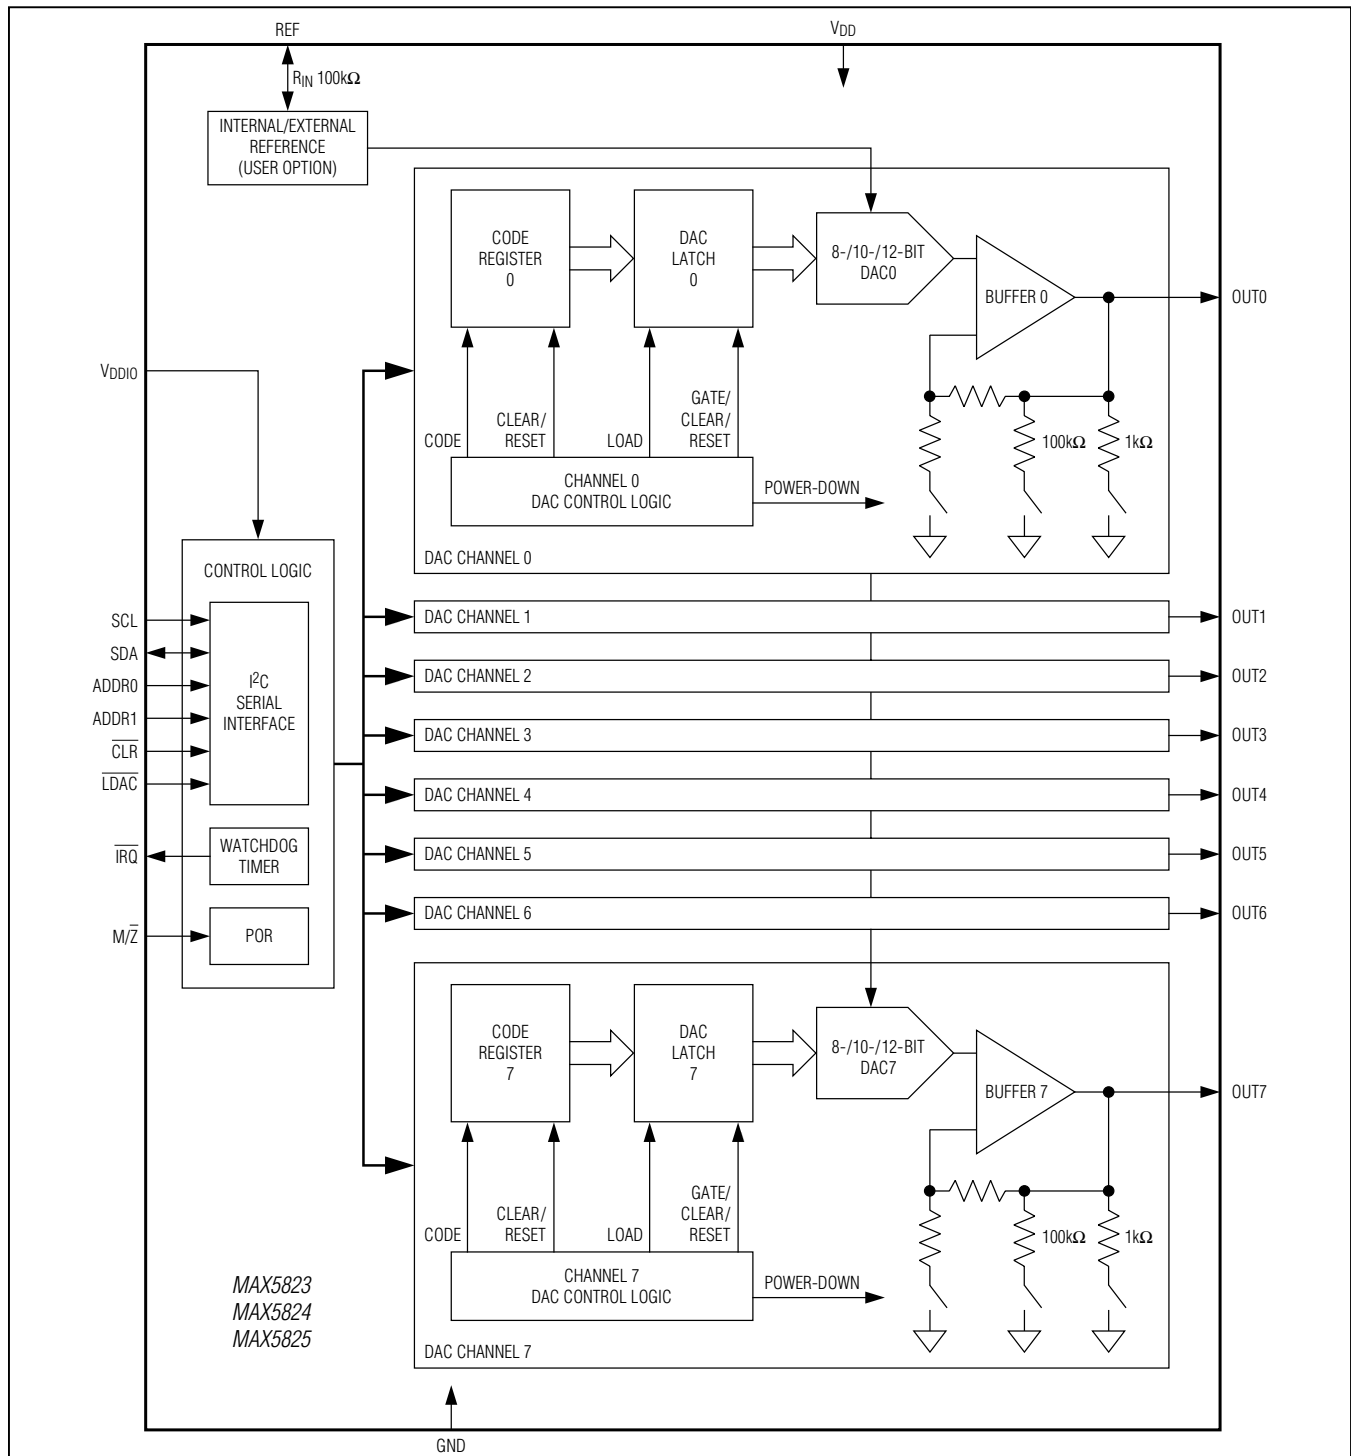 REF
VDD
RIN 100kΩ
INTERNAL/EXTERNAL
REFERENCE
(USER OPTION)
CODE
REGISTER
0
DAC
LATCH
0
8-/10-/12-BIT
DAC0
BUFFER 0
OUT0
VDDIO
CODE
CLEAR/
RESET
LOAD
GATE/
CLEAR/
RESET
100kΩ
1kΩ
CHANNEL 0
DAC CONTROL LOGIC
POWER-DOWN
DAC CHANNEL 0
CONTROL LOGIC
SCL
SDA
ADDR0
ADDR1
C̅L̅R̅
L̅D̅A̅C̅
I²C
SERIAL
INTERFACE
I̅R̅Q̅
WATCHDOG
TIMER
M/Z̅
POR
DAC CHANNEL 1
OUT1
DAC CHANNEL 2
OUT2
DAC CHANNEL 3
OUT3
DAC CHANNEL 4
OUT4
DAC CHANNEL 5
OUT5
DAC CHANNEL 6
OUT6
CODE
REGISTER
7
DAC
LATCH
7
8-/10-/12-BIT
DAC7
BUFFER 7
OUT7
CODE
CLEAR/
RESET
LOAD
GATE/
CLEAR/
RESET
100kΩ
1kΩ
CHANNEL 7
DAC CONTROL LOGIC
POWER-DOWN
DAC CHANNEL 7
MAX5823
MAX5824
MAX5825
GND